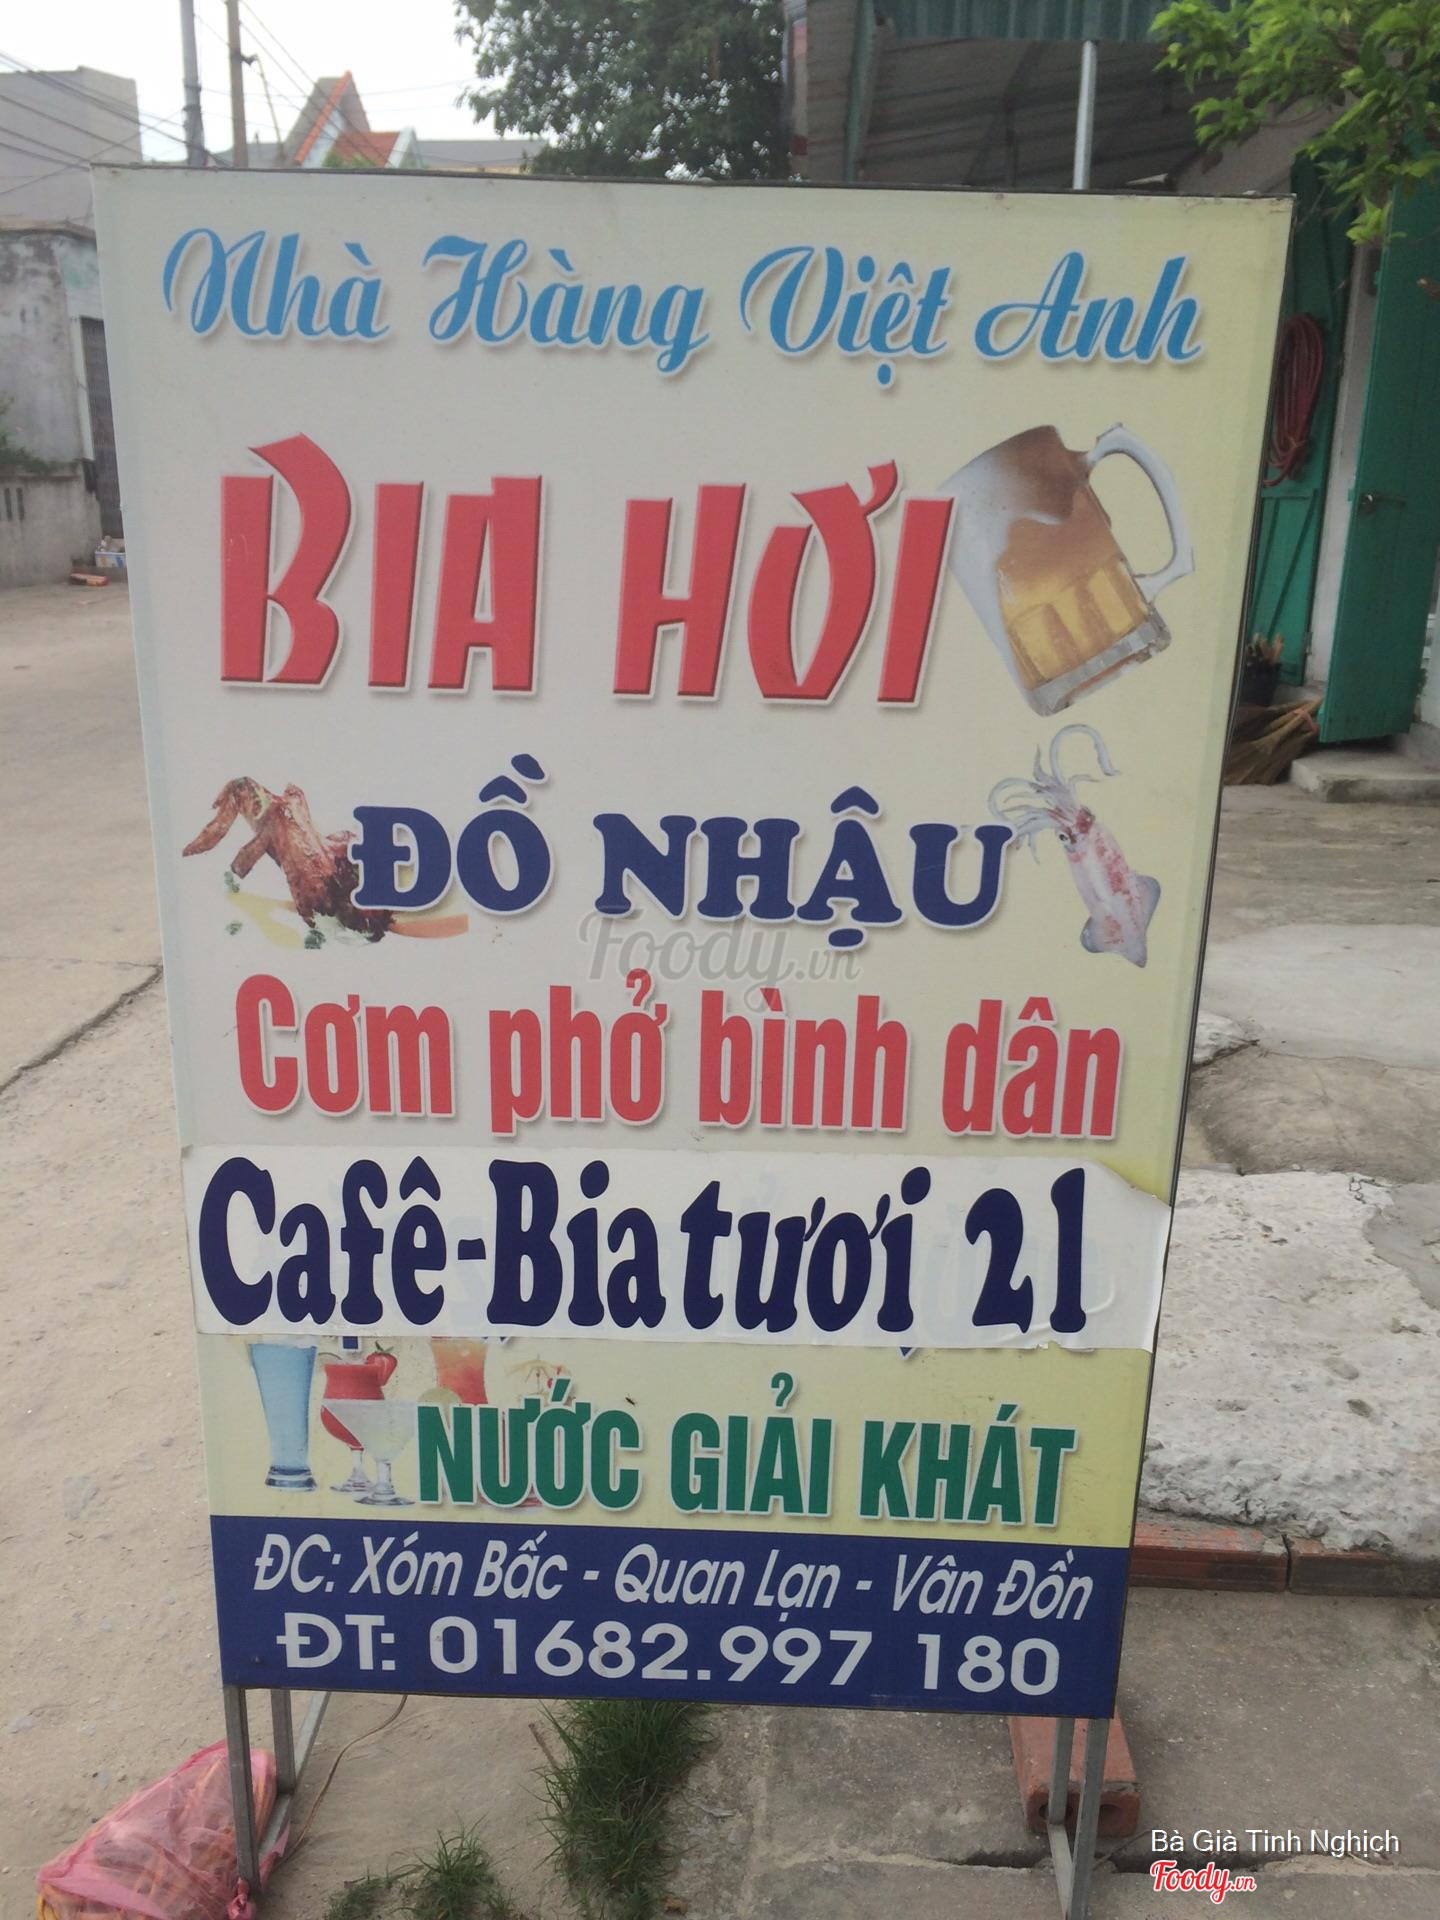 Nhà Hàng Việt Anh
BIA HƠI
ĐỒ NHẬU
Foody.vn
Cơm phở bình dân
Cafê-Bia tươi 2l
NƯỚC GIẢI KHÁT
ĐC: Xóm Bấc - Quan Lạn - Vân Đồn
ĐT: 01682.997 180
Bà Già Tinh Nghịch
Foody.vn